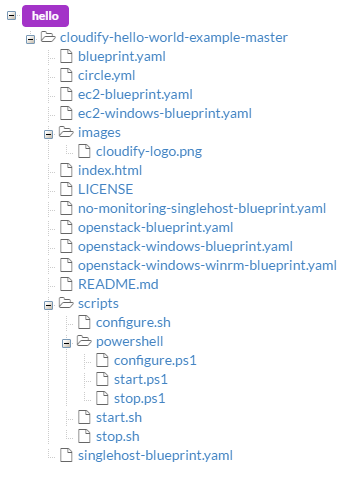 hello
cloudify-hello-world-example-master
blueprint.yaml
circle.yml
ec2-blueprint.yaml
ec2-windows-blueprint.yaml
images
cloudify-logo.png
index.html
LICENSE
no-monitoring-singlehost-blueprint.yaml
openstack-blueprint.yaml
openstack-windows-blueprint.yaml
openstack-windows-winrm-blueprint.yaml
README.md
scripts
configure.sh
powershell
configure.ps1
start.ps1
stop.ps1
start.sh
stop.sh
singlehost-blueprint.yaml